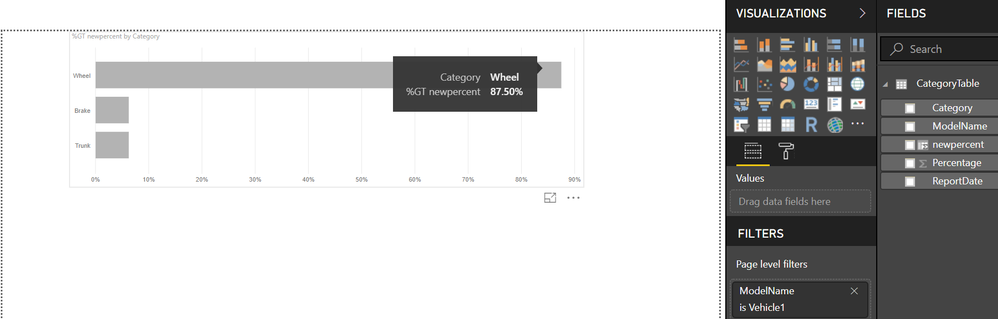 %GT newpercent by Category
Wheel
Brake
Trunk
0% 10% 20% 30% 40% 50% 60% 70% 80% 90%
Category Wheel
%GT newpercent 87.50%
VISUALIZATIONS
123
R
Values
Drag data fields here
FILTERS
Page level filters
ModelName
is Vehicle1
FIELDS
Search
CategoryTable
Category
ModelName
newpercent
Percentage
ReportDate